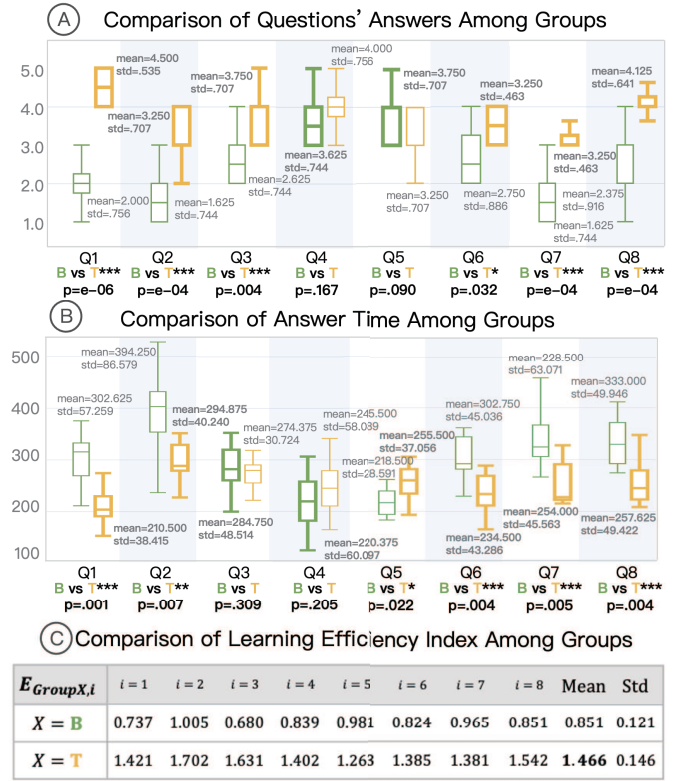 A Comparison of Questions' Answers Among Groups
5.0
4.0
3.0
2.0
1.0
mean=4.500
std=.535
mean=2.000
std=.756
mean=3.250
std=.707
mean=1.625
std=.744
mean=3.750
std=.707
mean=2.625
std=.744
mean=4.000
std=.756
mean=3.625
std=.744
mean=3.750
std=.707
mean=3.250
std=.707
mean=3.250
std=.463
mean=2.750
std=.886
mean=3.250
std=.463
mean=1.625
std=.744
mean=4.125
std=.641
mean=2.375
std=.916
Q1 Q2 Q3 Q4 Q5 Q6 Q7 Q8
B vs T*** B vs T*** B vs T*** B vs T B vs T B vs T* B vs T*** B vs T***
p=e-06 p=e-04 p=.004 p=.167 p=.090 p=.032 p=e-04 p=e-04
B Comparison of Answer Time Among Groups
500
400
300
200
100
mean=302.625
std=57.259
mean=210.500
std=38.415
mean=394.250
std=86.579
mean=294.875
std=40.240
mean=284.750
std=48.514
mean=274.375
std=30.724
mean=245.500
std=58.039
mean=220.375
std=60.097
mean=255.500
std=37.056
mean=218.500
std=28.591
mean=302.750
std=45.036
mean=234.500
std=43.286
mean=228.500
std=63.071
mean=254.000
std=45.563
mean=333.000
std=49.946
mean=257.625
std=49.422
Q1 Q2 Q3 Q4 Q5 Q6 Q7 Q8
B vs T*** B vs T** B vs T B vs T B vs T* B vs T*** B vs T*** B vs T***
p=.001 p=.007 p=.309 p=.205 p=.022 p=.004 p=.005 p=.004
C Comparison of Learning Efficiency Index Among Groups
E GroupX,i i = 1 i = 2 i = 3 i = 4 i = 5 i = 6 i = 7 i = 8 Mean Std
X = B 0.737 1.005 0.680 0.839 0.981 0.824 0.965 0.851 0.851 0.121
X = T 1.421 1.702 1.631 1.402 1.263 1.385 1.381 1.542 1.466 0.146